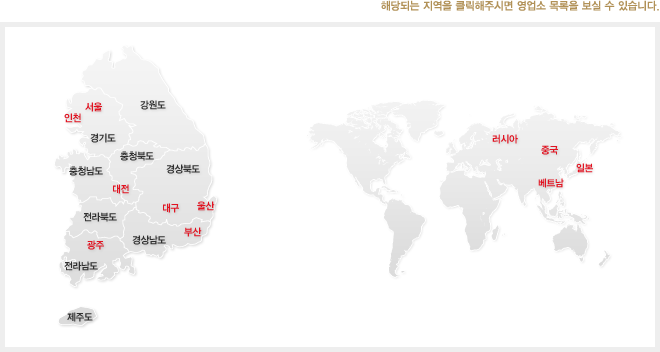 해당되는 지역을 클릭해주시면 영업소 목록을 보실 수 있습니다.
서울
강원도
인천
경기도
충청북도
충청남도
경상북도
대전
대구
울산
전라북도
부산
광주
경상남도
전라남도
제주도
러시아
중국
일본
베트남